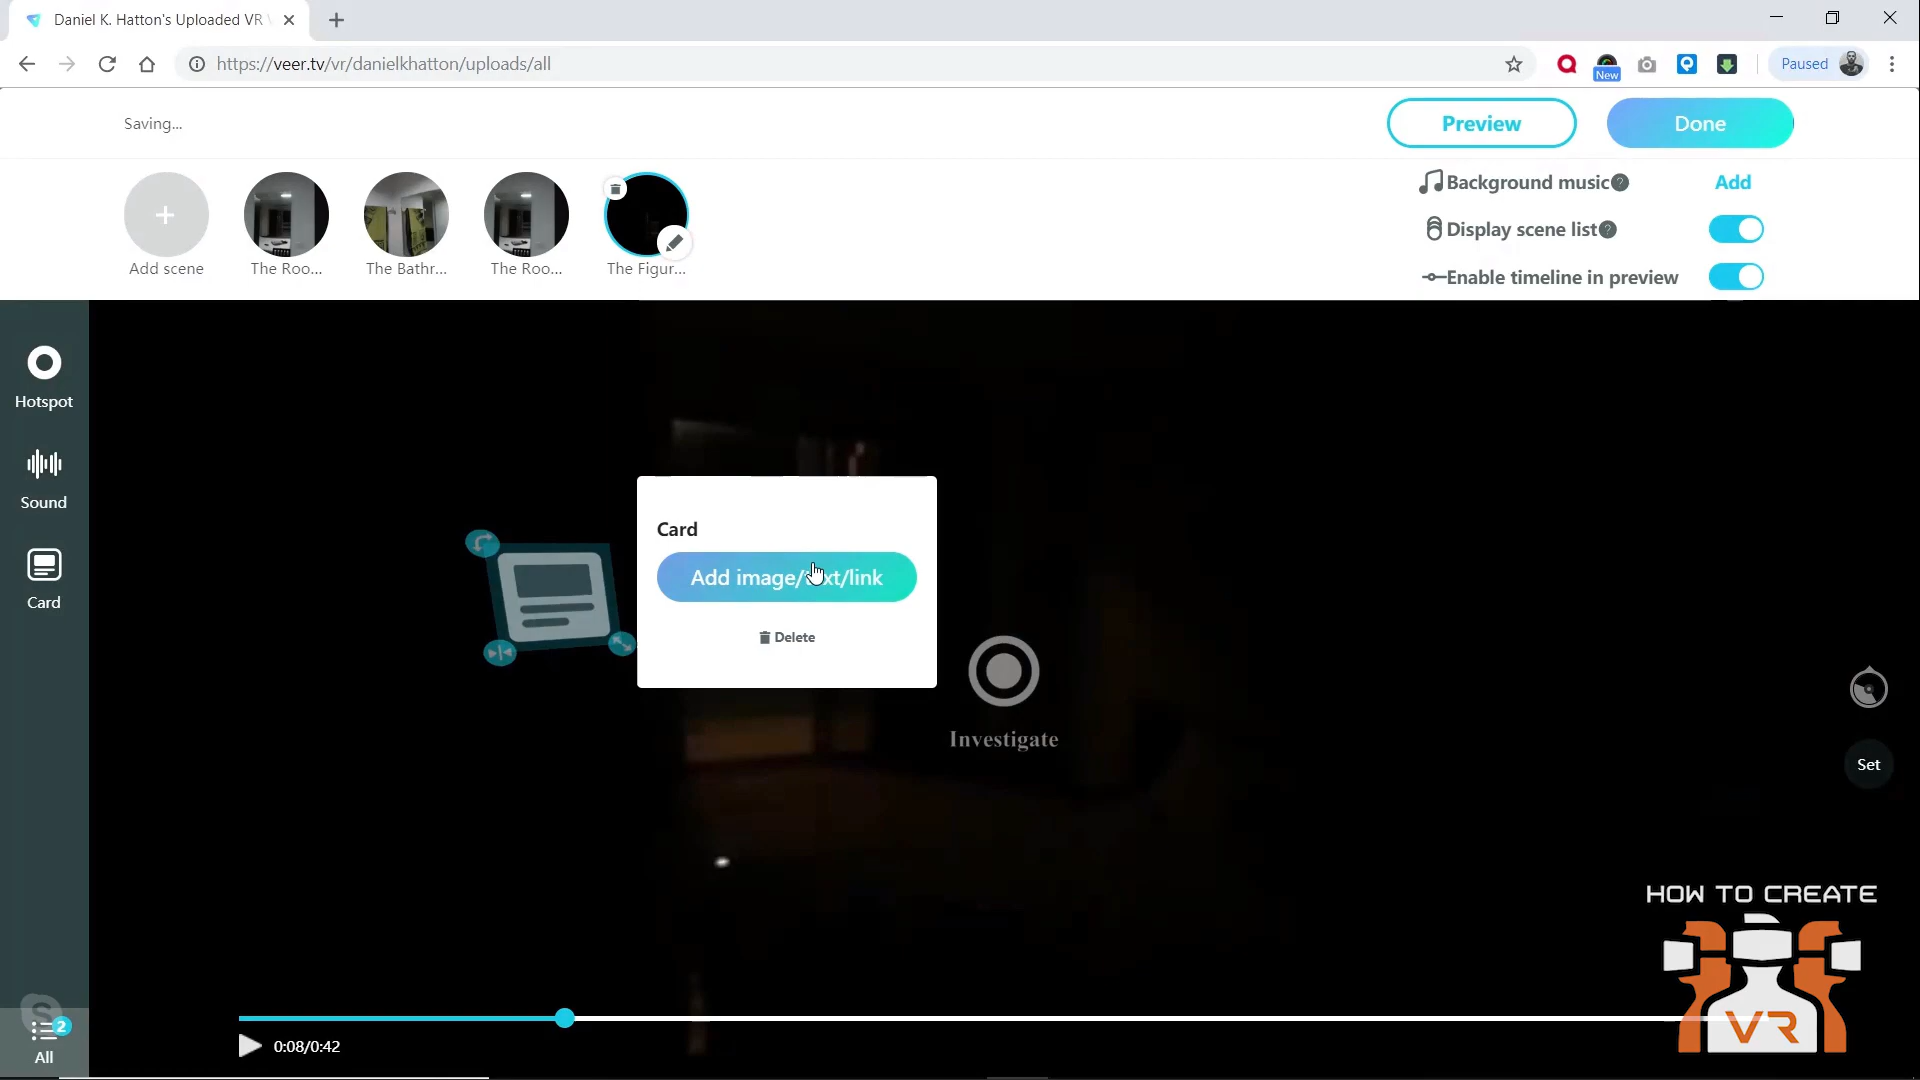 Daniel K. Hatton's Uploaded VR
https://veer.tv/vr/danielkhatton/uploads/all
New
Paused
Saving...
Preview
Done
Add scene
The Roo...
The Bathr...
The Roo...
The Figur...
Background music
?
Add
Display scene list
?
Enable timeline in preview
Hotspot
Sound
Card
Card
Add image/text/link
Delete
Investigate
Set
HOW TO CREATE
VR
S
2
All
0:08/0:42